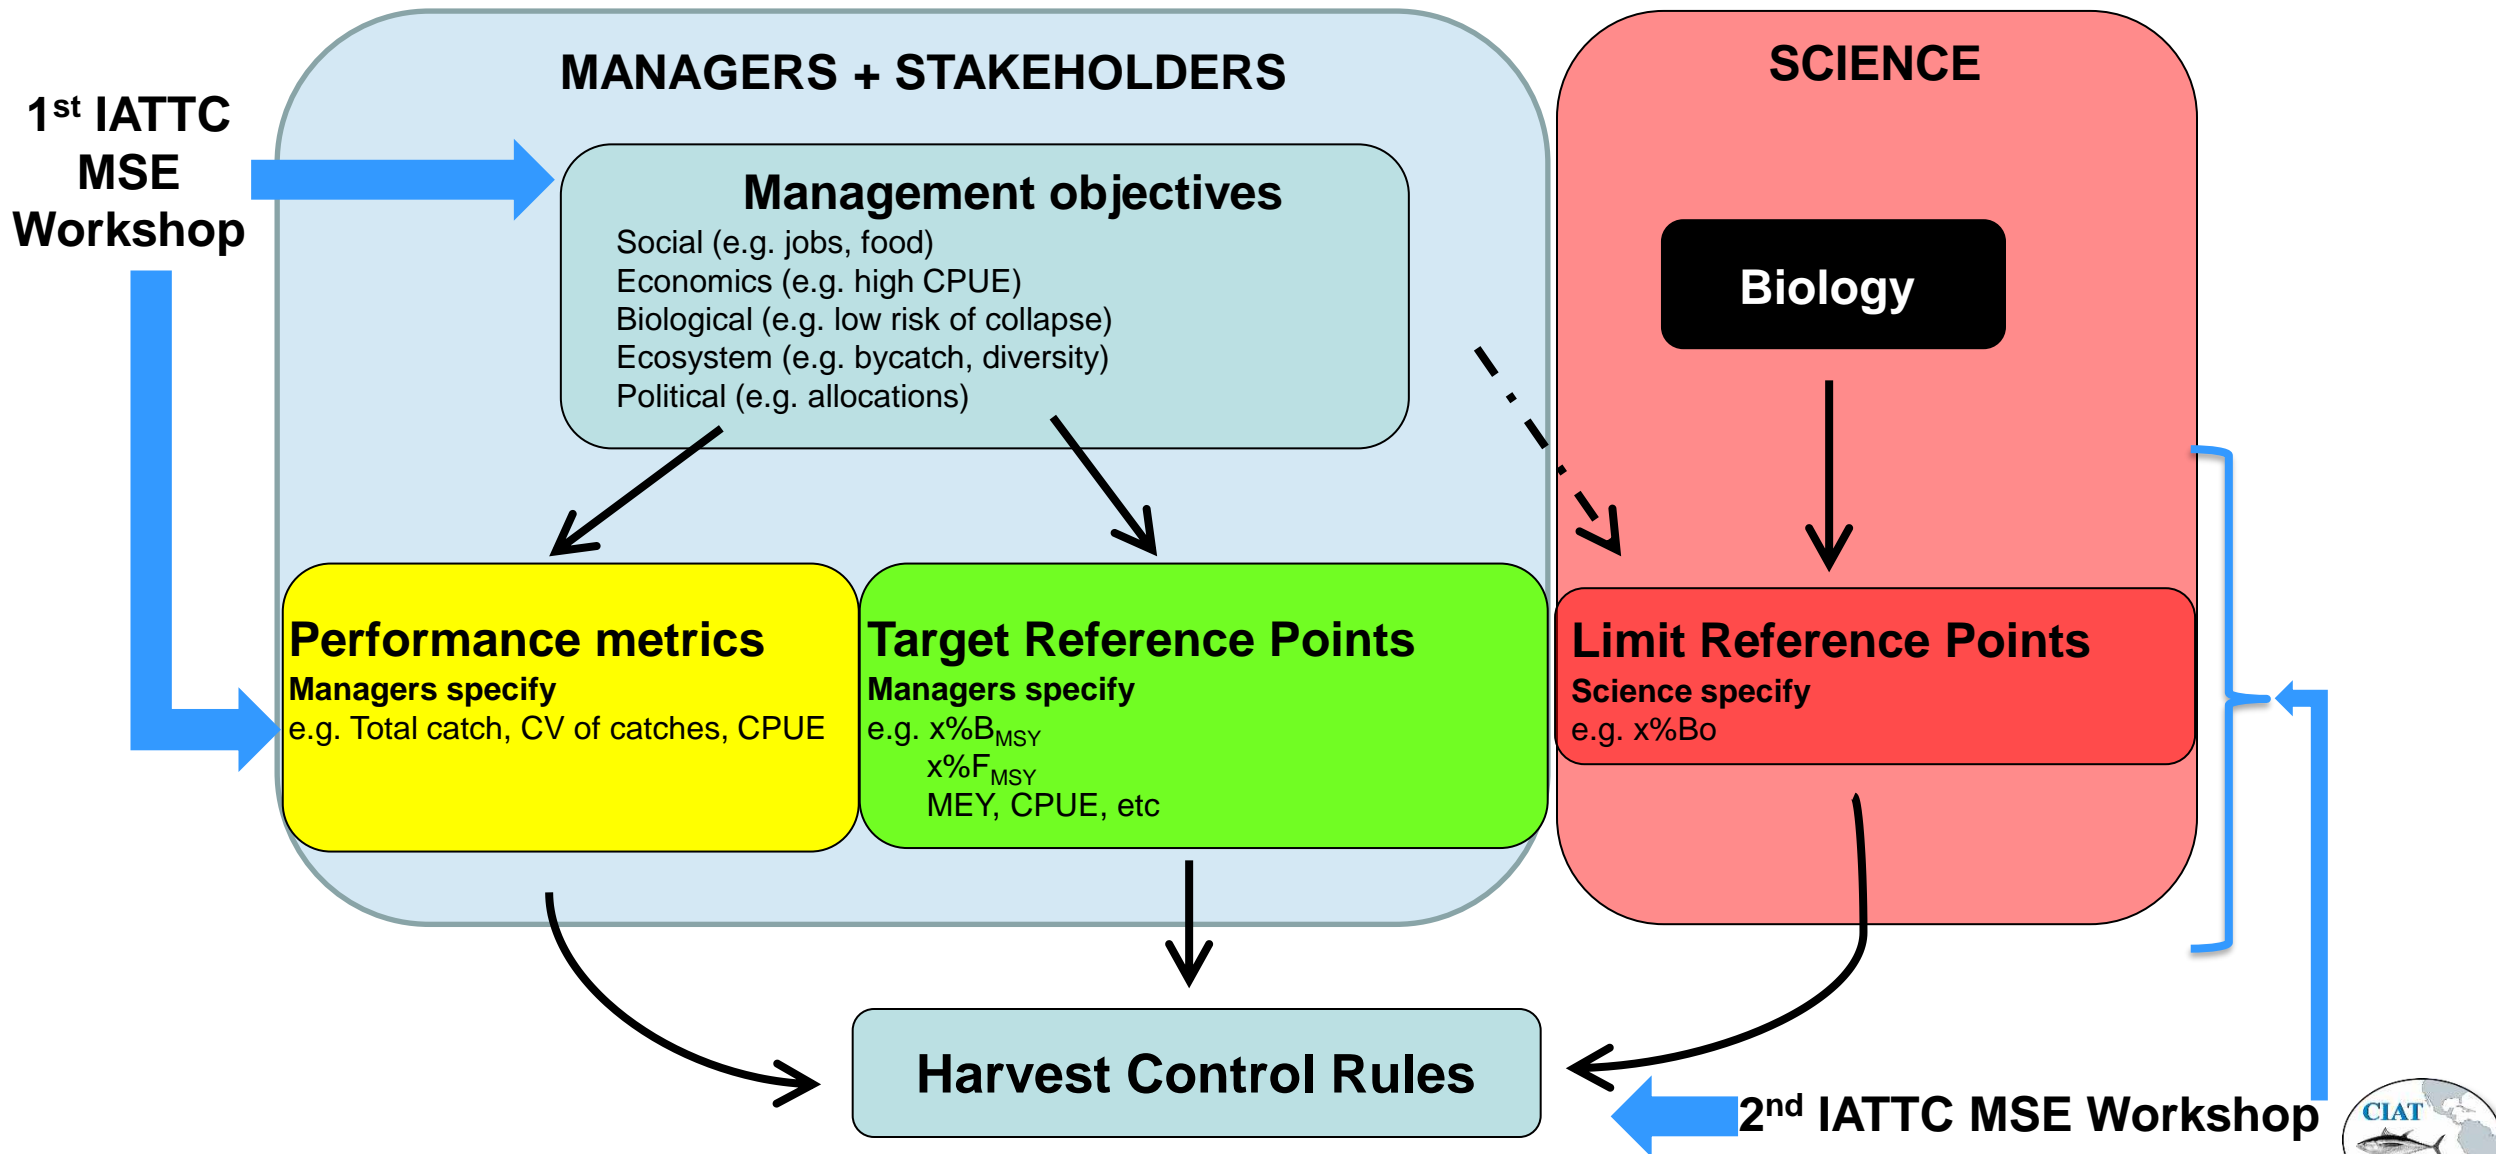 MANAGERS + STAKEHOLDERS
SCIENCE
1st IATTC
MSE
Workshop
Management objectives
Social (e.g. jobs, food)
Economics (e.g. high CPUE)
Biological (e.g. low risk of collapse)
Ecosystem (e.g. bycatch, diversity)
Political (e.g. allocations)
Biology
Performance metrics
Managers specify
e.g. Total catch, CV of catches, CPUE
Target Reference Points
Managers specify
e.g. x%BMSY
x%FMSY
MEY, CPUE, etc
Limit Reference Points
Science specify
e.g. x%Bo
Harvest Control Rules
2nd IATTC MSE Workshop
CIAT